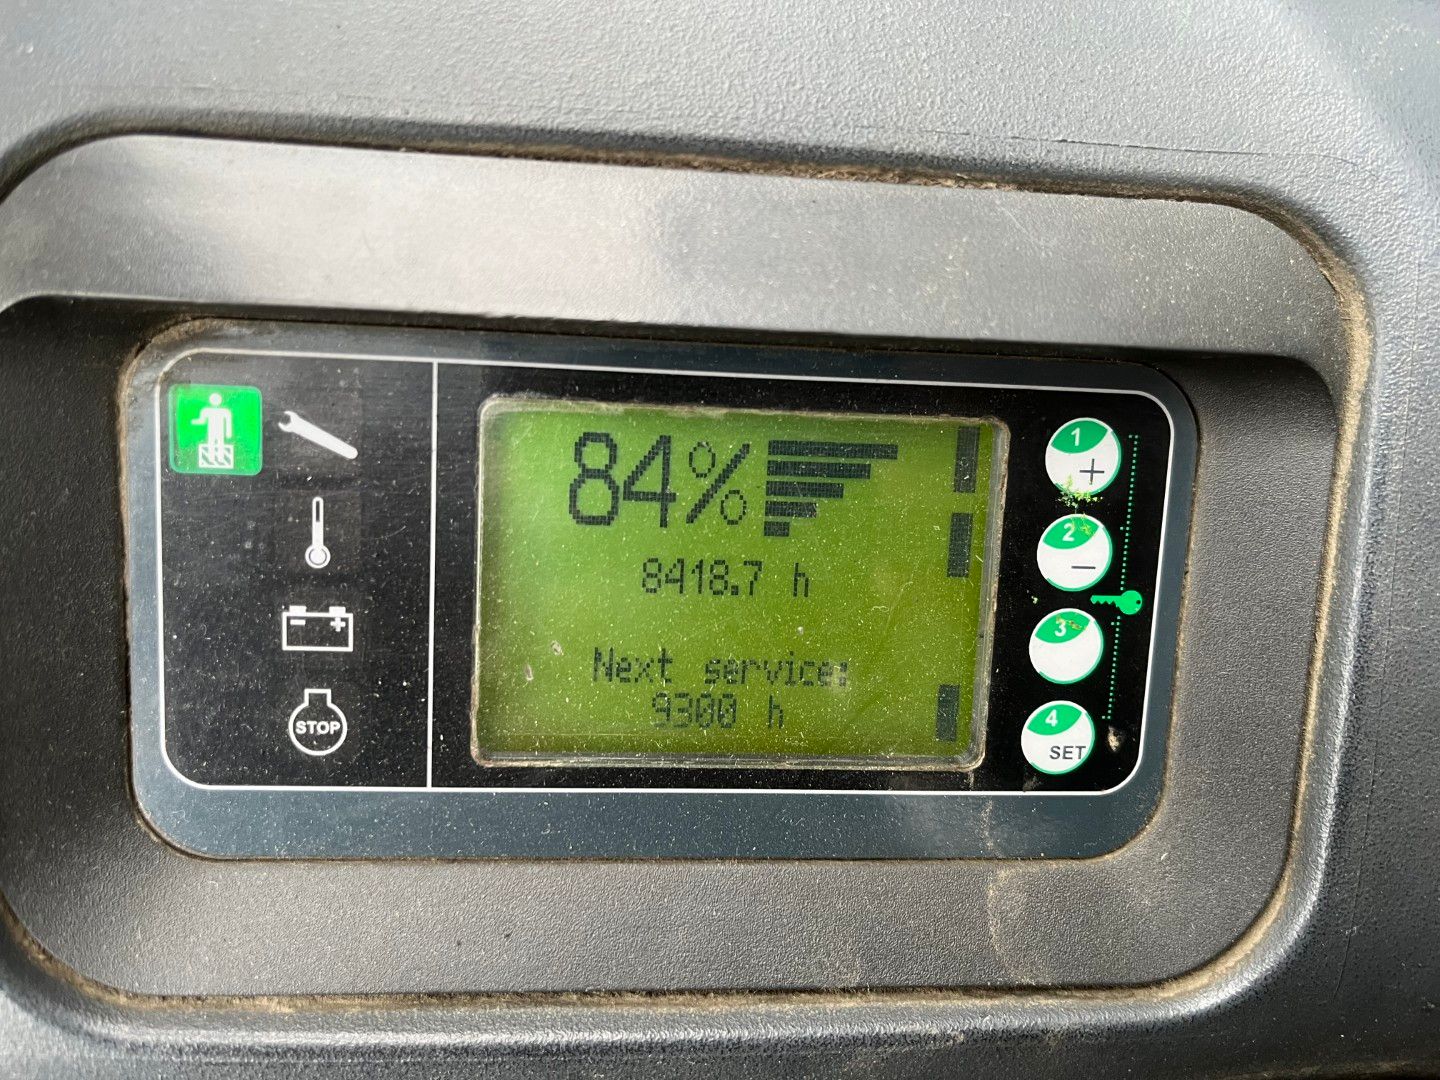 84%
8418.7 h
Next service:
9300 h
- +
STOP
1
+
2
−
3
4
SET